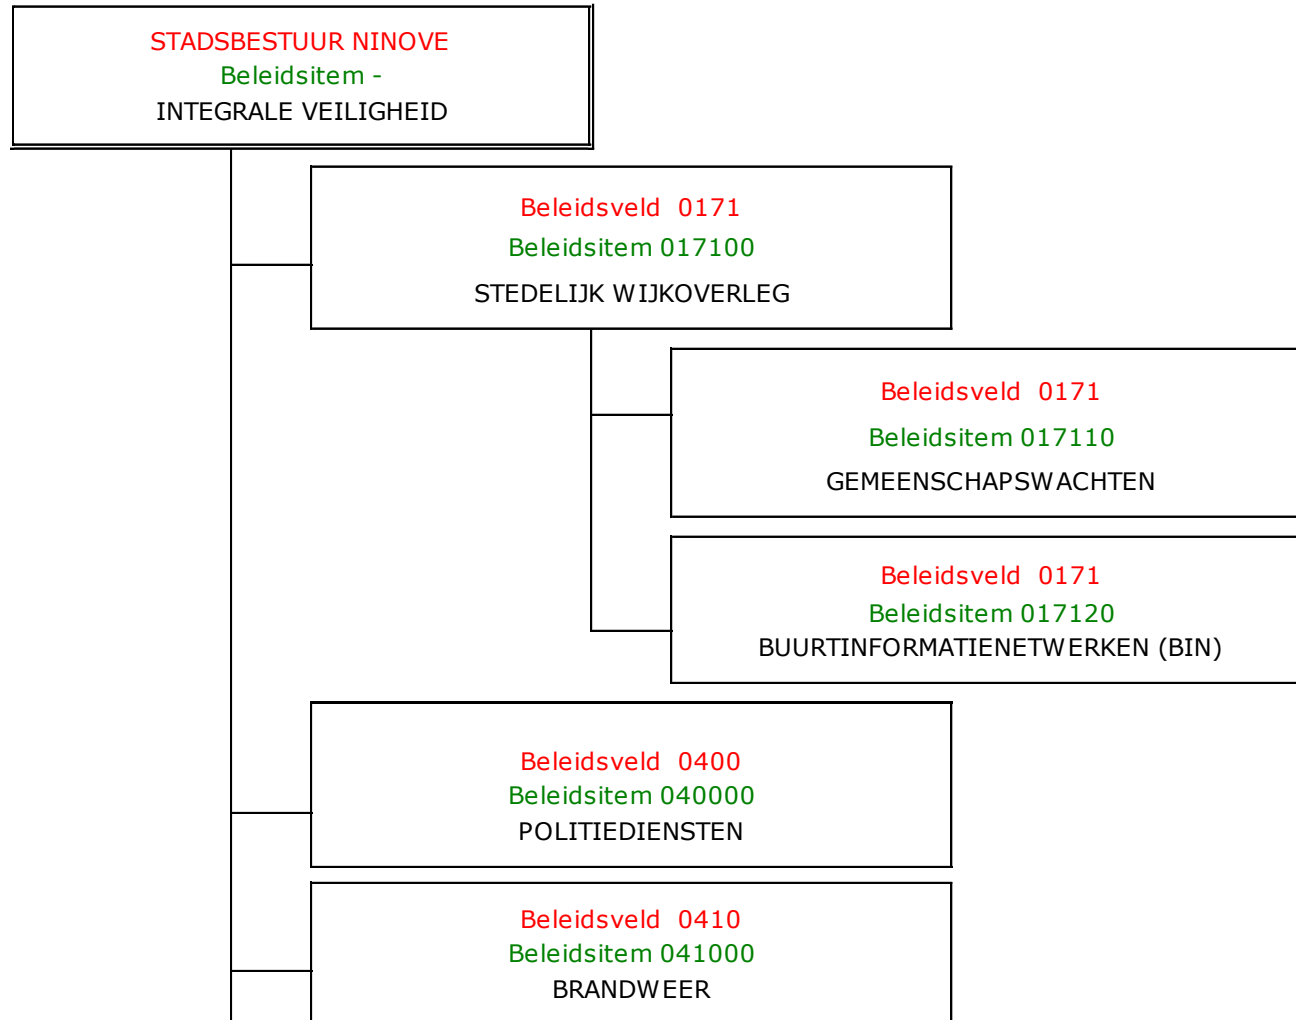 STADSBESTUUR NINOVE
Beleidsitem -
INTEGRALE VEILIGHEID
Beleidsveld 0171
Beleidsitem 017100
STEDELIJK WIJKOVERLEG
Beleidsveld 0171
Beleidsitem 017110
GEMEENSCHAPSWACHTEN
Beleidsveld 0171
Beleidsitem 017120
BUURTINFORMATIENETWERKEN (BIN)
Beleidsveld 0400
Beleidsitem 040000
POLITIEDIENSTEN
Beleidsveld 0410
Beleidsitem 041000
BRANDWEER